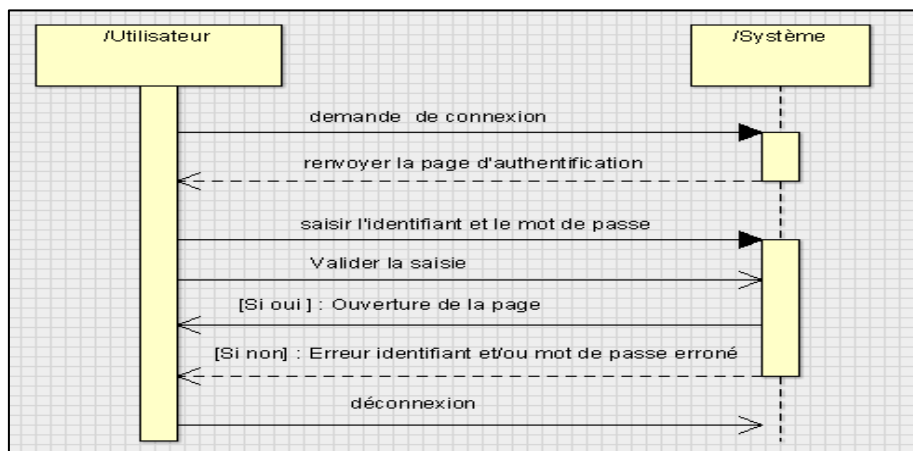 /Utilisateur
/Système
demande de connexion
renvoyer la page d'authentification
saisir l'identifiant et le mot de passe
Valider la saisie
[Si oui ] : Ouverture de la page
[Si non] : Erreur identifiant et/ou mot de passe erroné
déconnexion